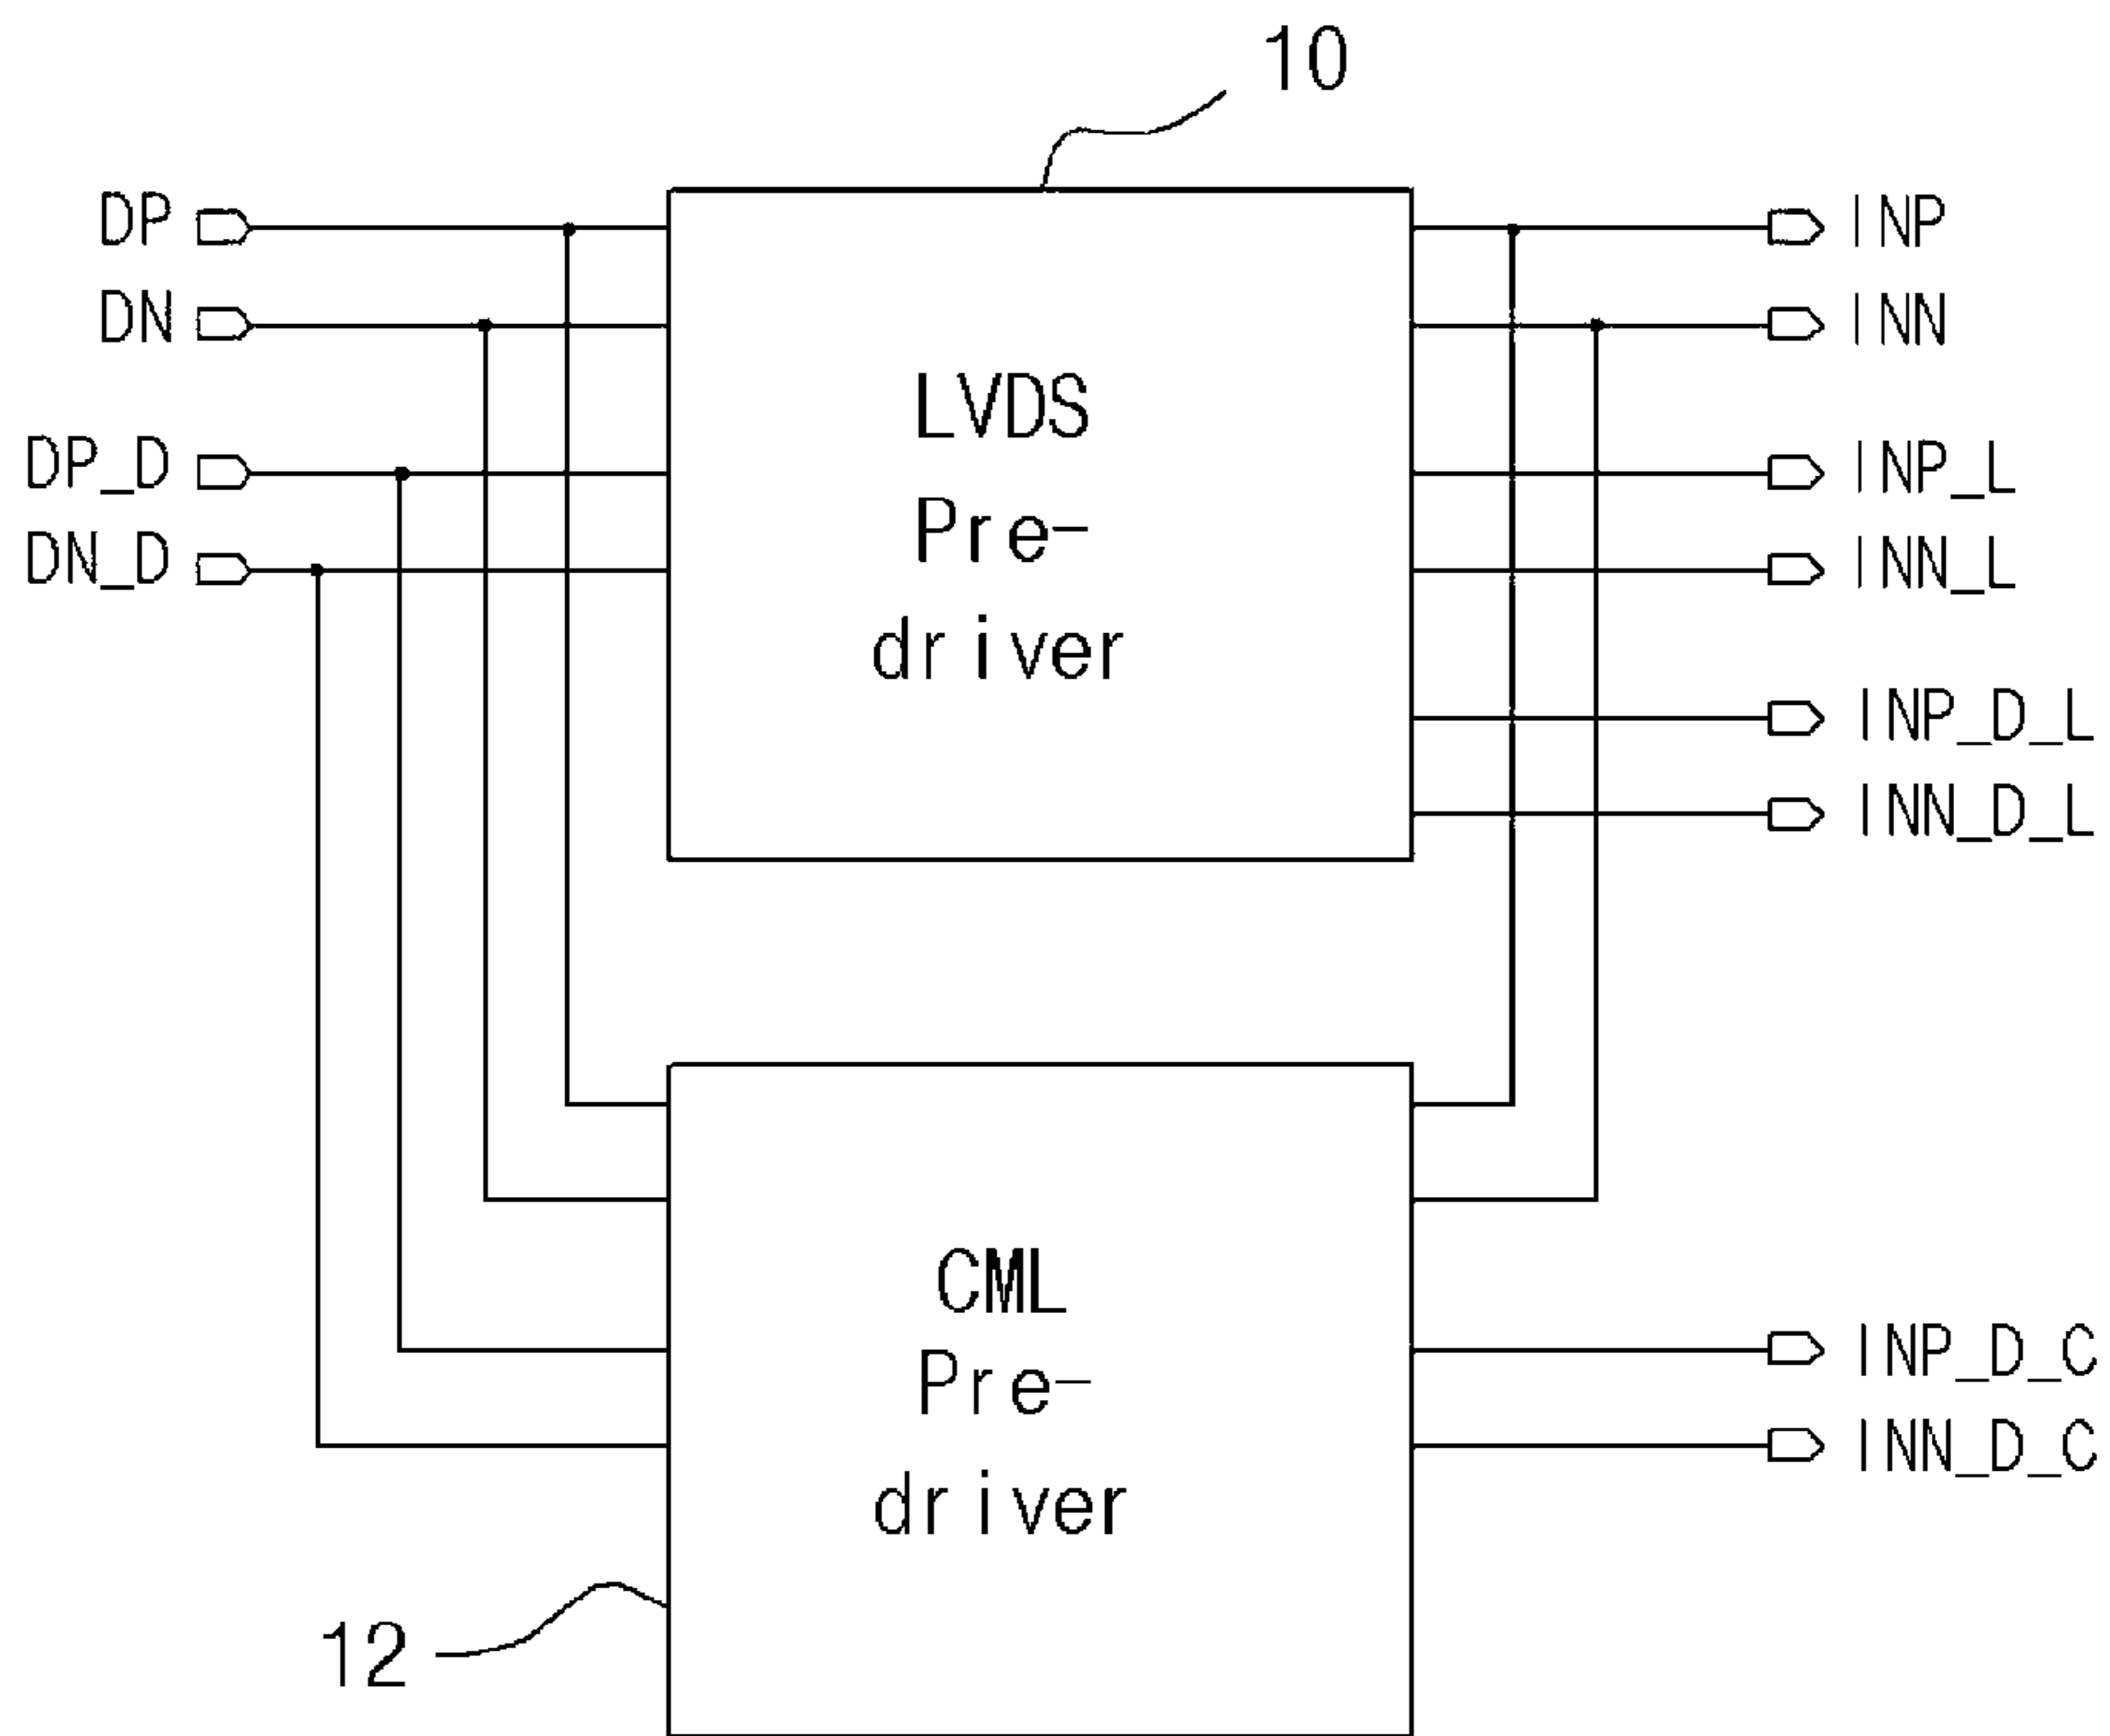 10
DP
DN
DP_D
DN_D
LVDS
Pre-
driver
INP
INN
INP_L
INN_L
INP_D_L
INN_D_L
CML
Pre-
driver
INP_D_C
INN_D_C
12